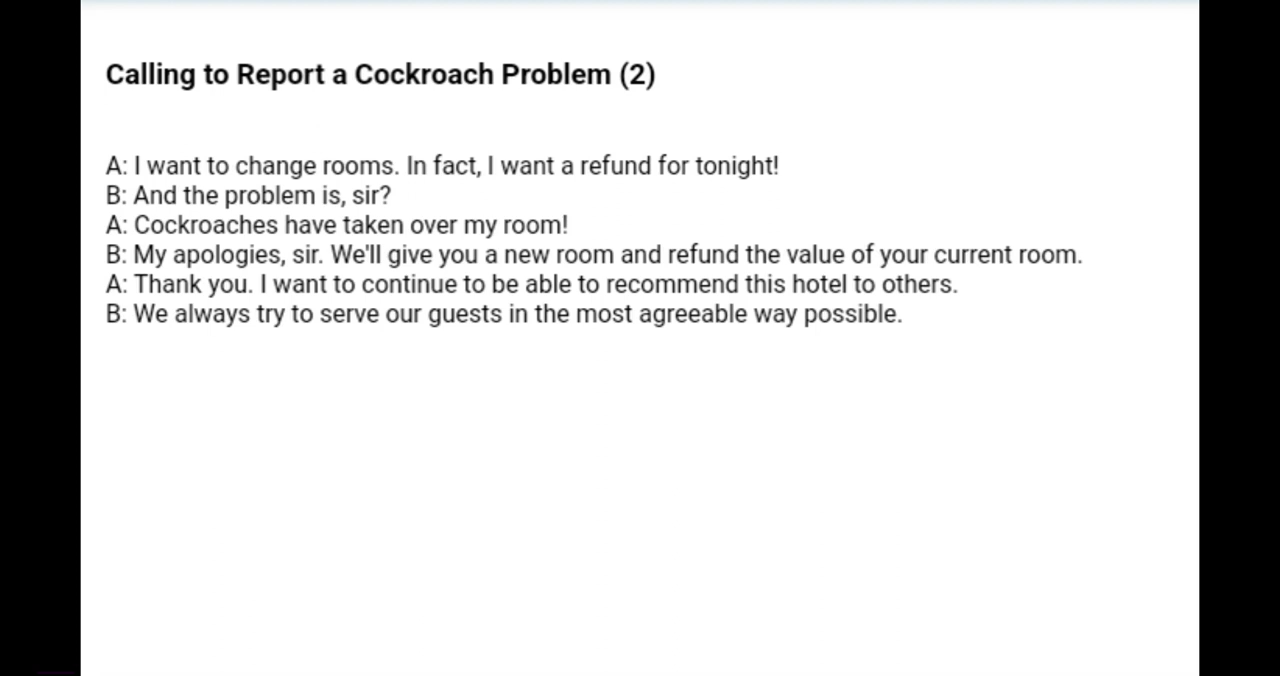 Calling to Report a Cockroach Problem (2)
A: I want to change rooms. In fact, I want a refund for tonight!
B: And the problem is, sir?
A: Cockroaches have taken over my room!
B: My apologies, sir. We'll give you a new room and refund the value of your current room.
A: Thank you. I want to continue to be able to recommend this hotel to others.
B: We always try to serve our guests in the most agreeable way possible.